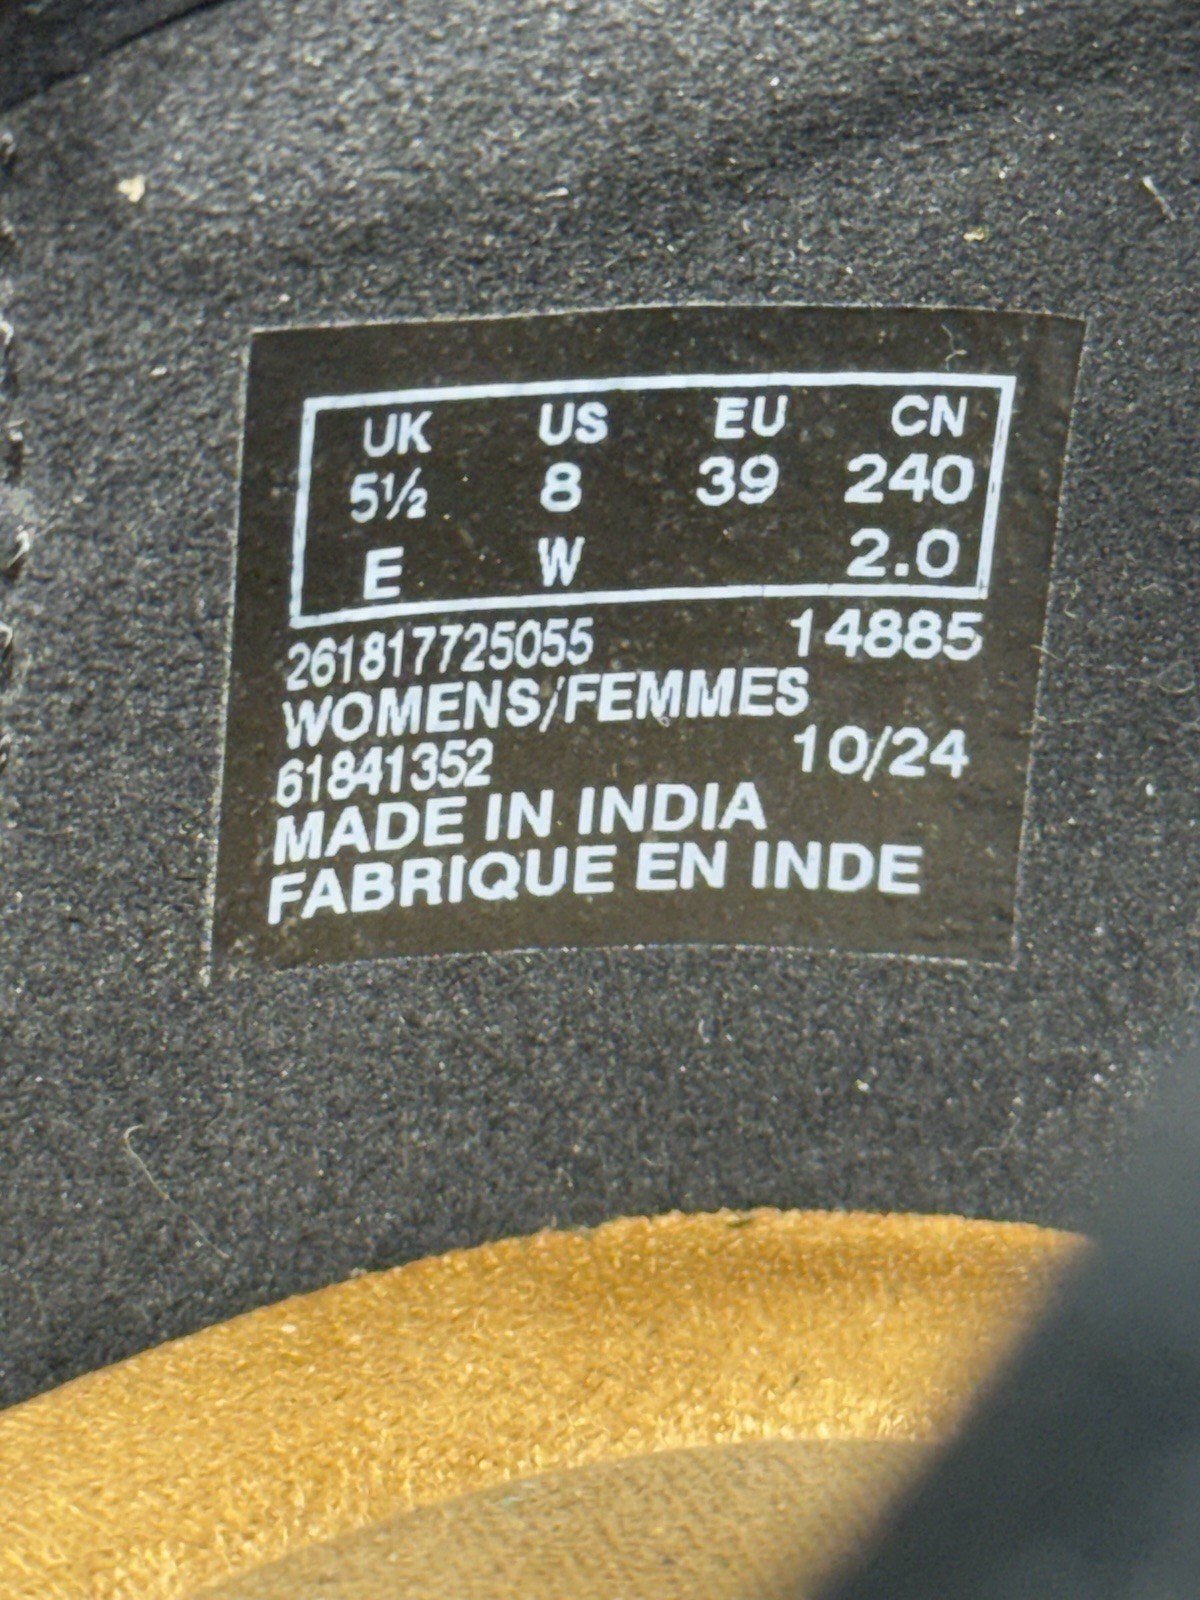 UK US EU CN
5½ 8 39 240
E W 2.0
261817725055 14885
WOMENS/FEMMES
61841352 10/24
MADE IN INDIA
FABRIQUE EN INDE